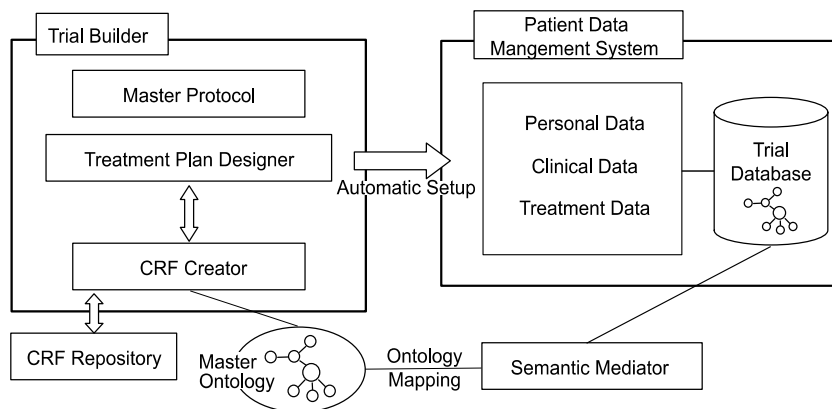 Trial Builder
Master Protocol
Treatment Plan Designer
CRF Creator
CRF Repository
Automatic Setup
Patient Data
Mangement System
Personal Data
Clinical Data
Treatment Data
Trial
Database
Master
Ontology
Ontology
Mapping
Semantic Mediator